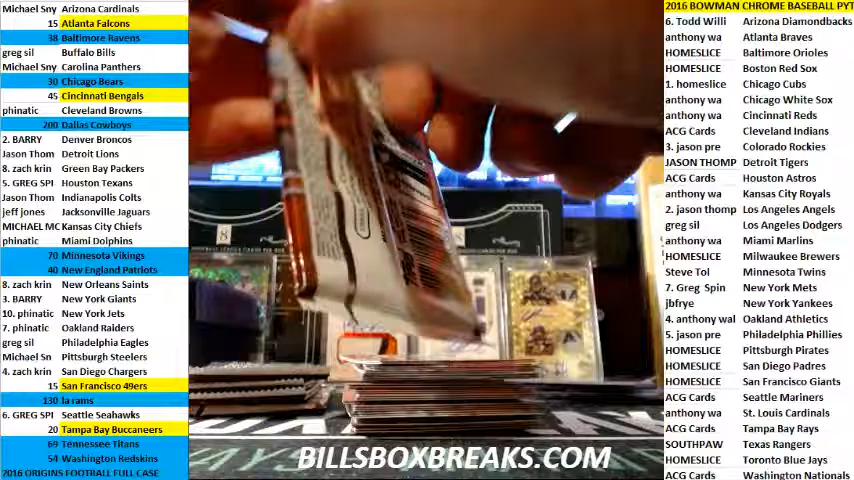 Michael Sny Arizona Cardinals
15 Atlanta Falcons
38 Baltimore Ravens
greg sil Buffalo Bills
Michael Sny Carolina Panthers
30 Chicago Bears
45 Cincinnati Bengals
phinatic Cleveland Browns
200 Dallas Cowboys
2. BARRY Denver Broncos
Jason Thom Detroit Lions
8. zach krin Green Bay Packers
5. GREG SPI Houston Texans
Jason Thom Indianapolis Colts
jeff jones Jacksonville Jaguars
MICHAEL MC Kansas City Chiefs
phinatic Miami Dolphins
70 Minnesota Vikings
40 New England Patriots
8. zach krin New Orleans Saints
3. BARRY New York Giants
10. phinatic New York Jets
7. phinatic Oakland Raiders
greg sil Philadelphia Eagles
Michael Sn Pittsburgh Steelers
4. zach krin San Diego Chargers
15 San Francisco 49ers
130 la rams
6. GREG SPI Seattle Seahawks
20 Tampa Bay Buccaneers
69 Tennessee Titans
54 Washington Redskins
2016 ORIGINS FOOTBALL FULL CASE
8
BILLSBOXBREAKS.COM
2016 BOWMAN CHROME BASEBALL PYT
6. Todd Willi Arizona Diamondbacks
anthony wa Atlanta Braves
HOMESLICE Baltimore Orioles
HOMESLICE Boston Red Sox
1. homeslice Chicago Cubs
anthony wa Chicago White Sox
anthony wa Cincinnati Reds
ACG Cards Cleveland Indians
3. jason pre Colorado Rockies
JASON THOMP Detroit Tigers
ACG Cards Houston Astros
anthony wa Kansas City Royals
2. jason thomp Los Angeles Angels
greg sil Los Angeles Dodgers
anthony wa Miami Marlins
HOMESLICE Milwaukee Brewers
Steve Tol Minnesota Twins
7. Greg Spin New York Mets
jbfrye New York Yankees
4. anthony wal Oakland Athletics
5. jason pre Philadelphia Phillies
HOMESLICE Pittsburgh Pirates
HOMESLICE San Diego Padres
HOMESLICE San Francisco Giants
ACG Cards Seattle Mariners
anthony wa St. Louis Cardinals
ACG Cards Tampa Bay Rays
SOUTHPAW Texas Rangers
HOMESLICE Toronto Blue Jays
ACG Cards Washington Nationals